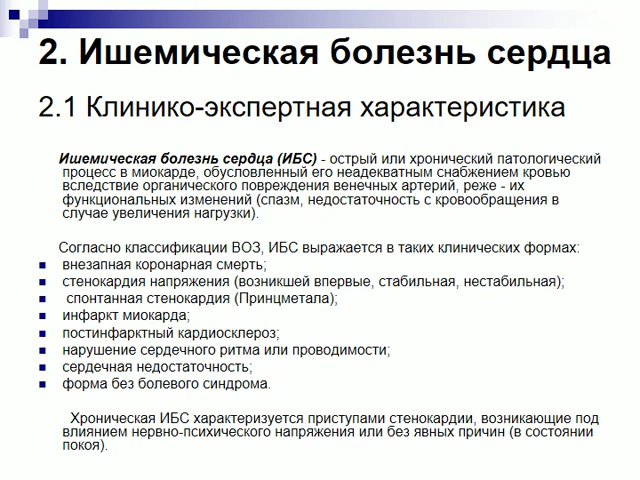 2. Ишемическая болезнь сердца
2.1 Клинико-экспертная характеристика
Ишемическая болезнь сердца (ИБС) - острый или хронический патологический
процесс в миокарде, обусловленный его неадекватным снабжением кровью
вследствие органического повреждения венечных артерий, реже - их
функциональных изменений (спазм, недостаточность с кровообращения в
случае увеличения нагрузки).
Согласно классификации ВОЗ, ИБС выражается в таких клинических формах:
внезапная коронарная смерть;
стенокардия напряжения (возникшей впервые, стабильная, нестабильная);
спонтанная стенокардия (Принцметала);
инфаркт миокарда;
постинфарктный кардиосклероз;
нарушение сердечного ритма или проводимости;
сердечная недостаточность;
форма без болевого синдрома.
Хроническая ИБС характеризуется приступами стенокардии, возникающие под
влиянием нервно-психического напряжения или без явных причин (в состоянии
покоя).